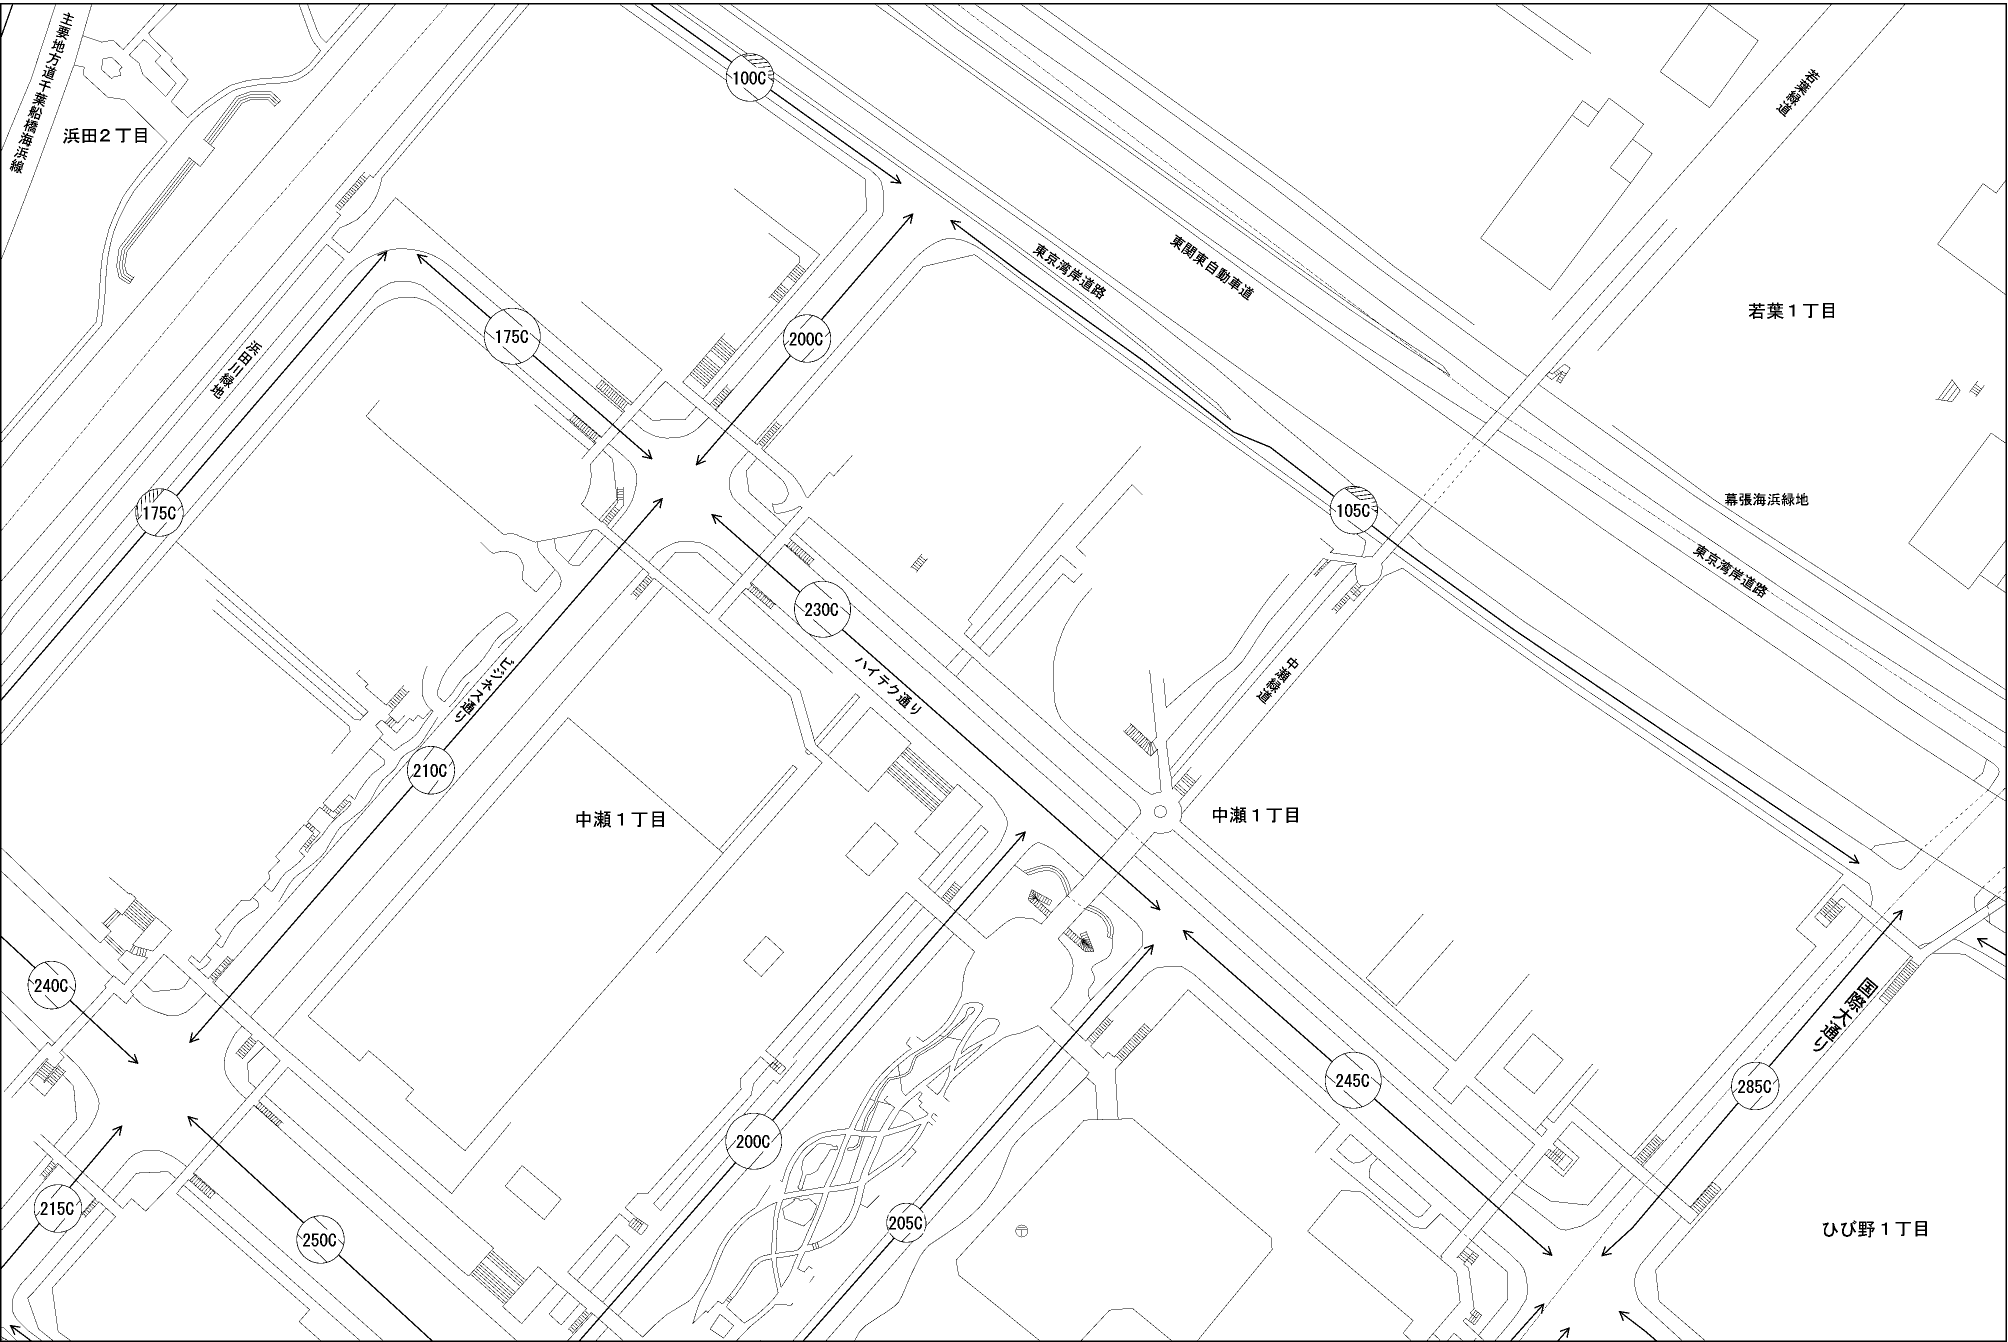 主要地方道千葉船橋海浜線
浜田2丁目
100C
若葉緑道
東京湾岸道路
東関東自動車道
若葉1丁目
浜田川緑地
175C
200C
175C
105C
幕張海浜緑地
東京湾岸道路
230C
ハイテク通り
中瀬緑道
ビジネス通り
210C
中瀬1丁目
中瀬1丁目
240C
国際大通り
245C
285C
200C
215C
250C
205C
〒
ひび野1丁目